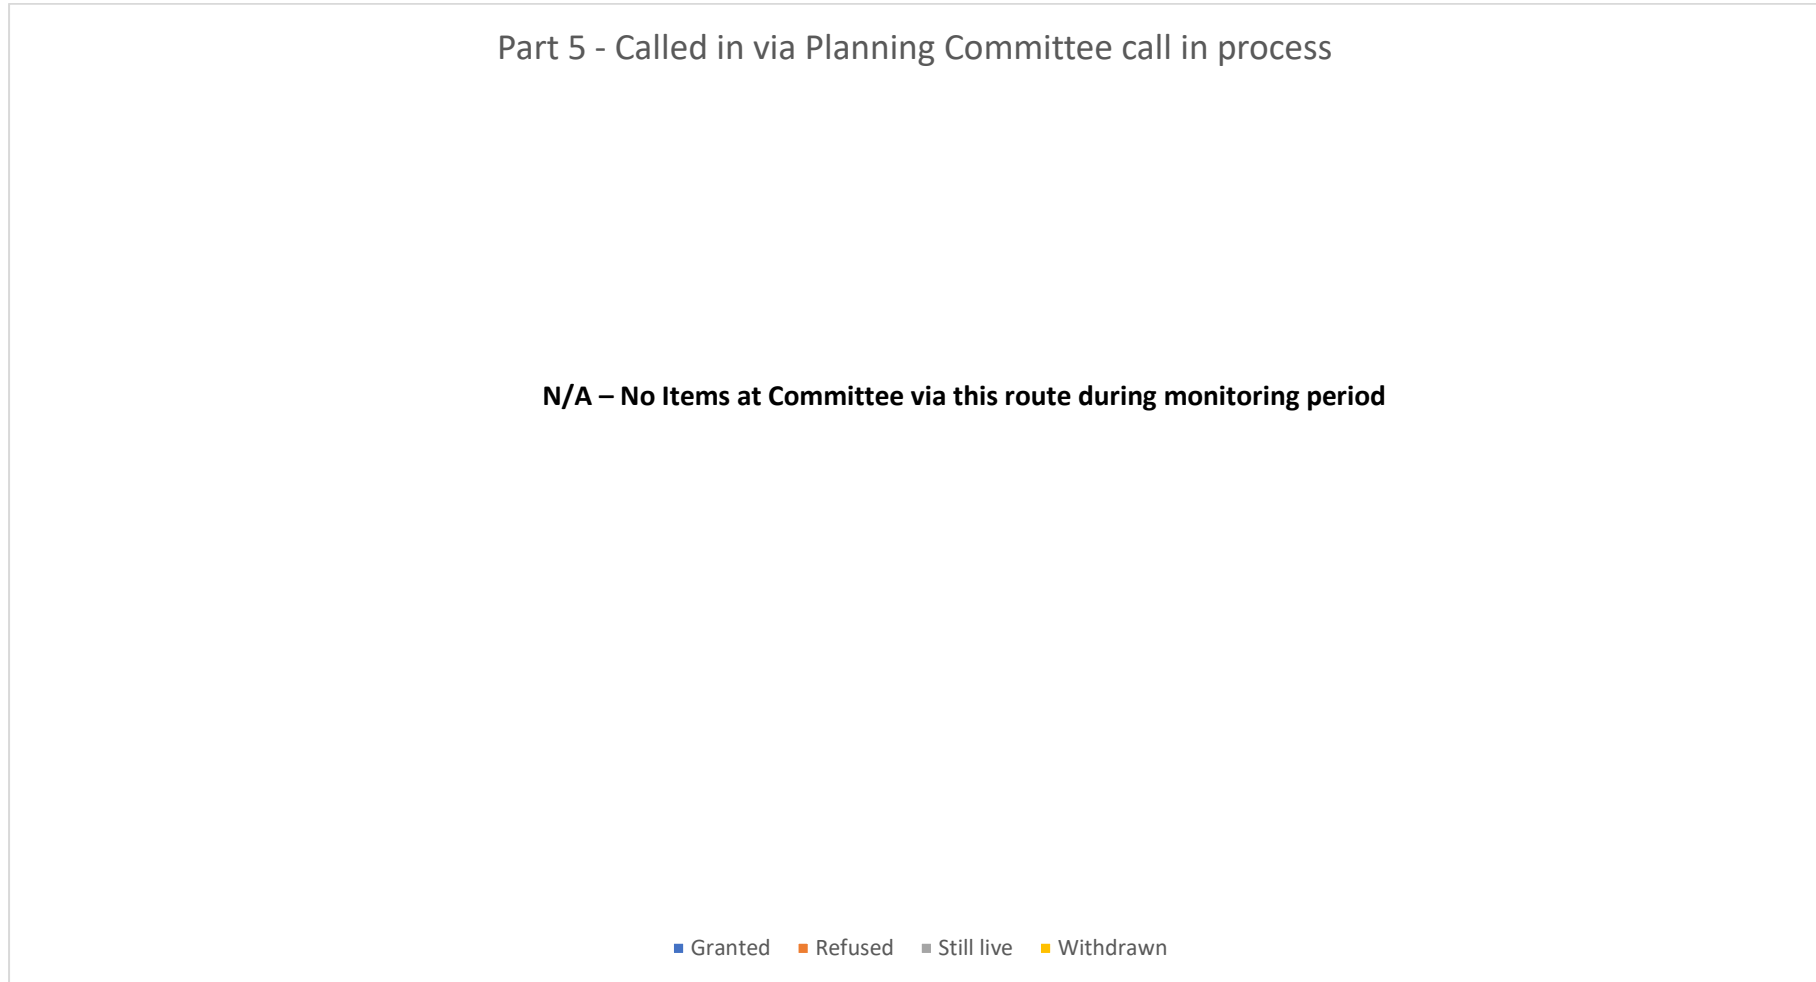 Part 5 - Called in via Planning Committee call in process
N/A – No Items at Committee via this route during monitoring period
Granted Refused Still live Withdrawn